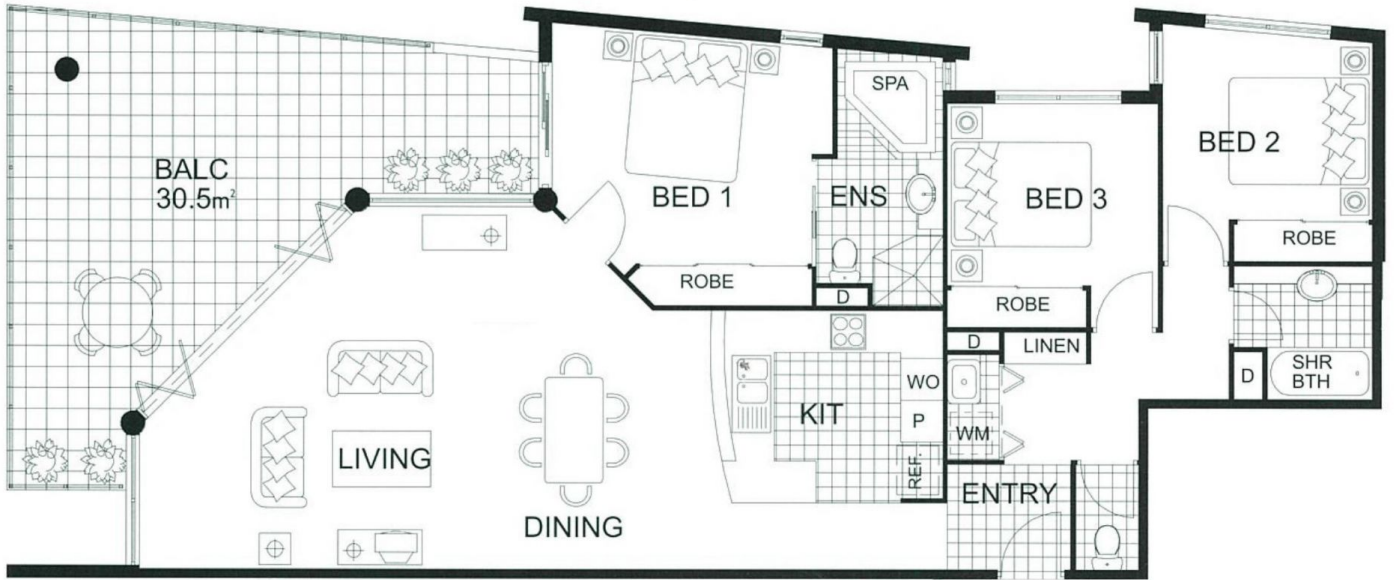 BALC
30.5m²
BED 1
ROBE
SPA
ENS
D
BED 3
ROBE
BED 2
ROBE
D
LINEN
WM
SHR
BTH
D
KIT
WO
P
REF.
LIVING
DINING
ENTRY